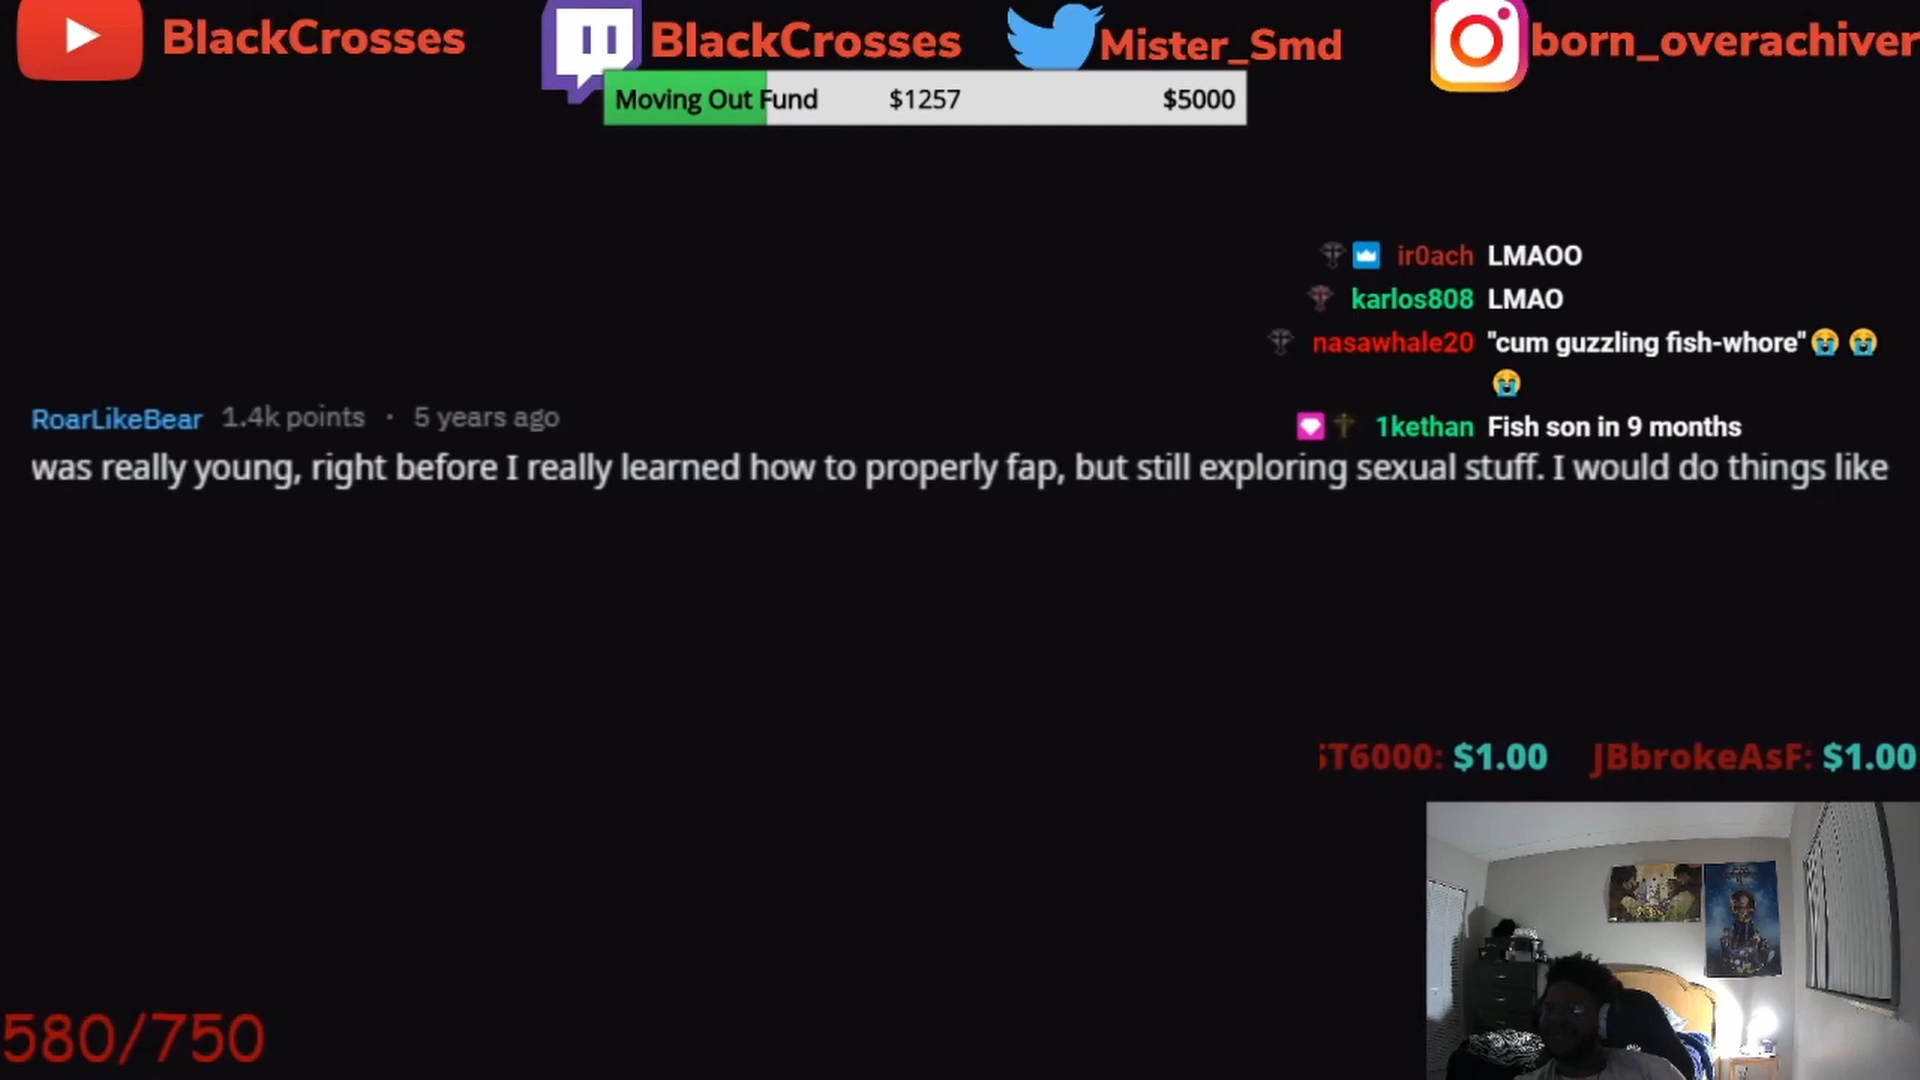 BlackCrosses
BlackCrosses
Mister_Smd
born_overachiver
Moving Out Fund $1257 $5000
ir0ach LMAOO
karlos808 LMAO
nasawhale20 "cum guzzling fish-whore"😭 😭
😭
1kethan Fish son in 9 months
RoarLikeBear 1.4k points · 5 years ago
was really young, right before I really learned how to properly fap, but still exploring sexual stuff. I would do things like
T6000: $1.00 JBbrokeAsF: $1.00
580/750